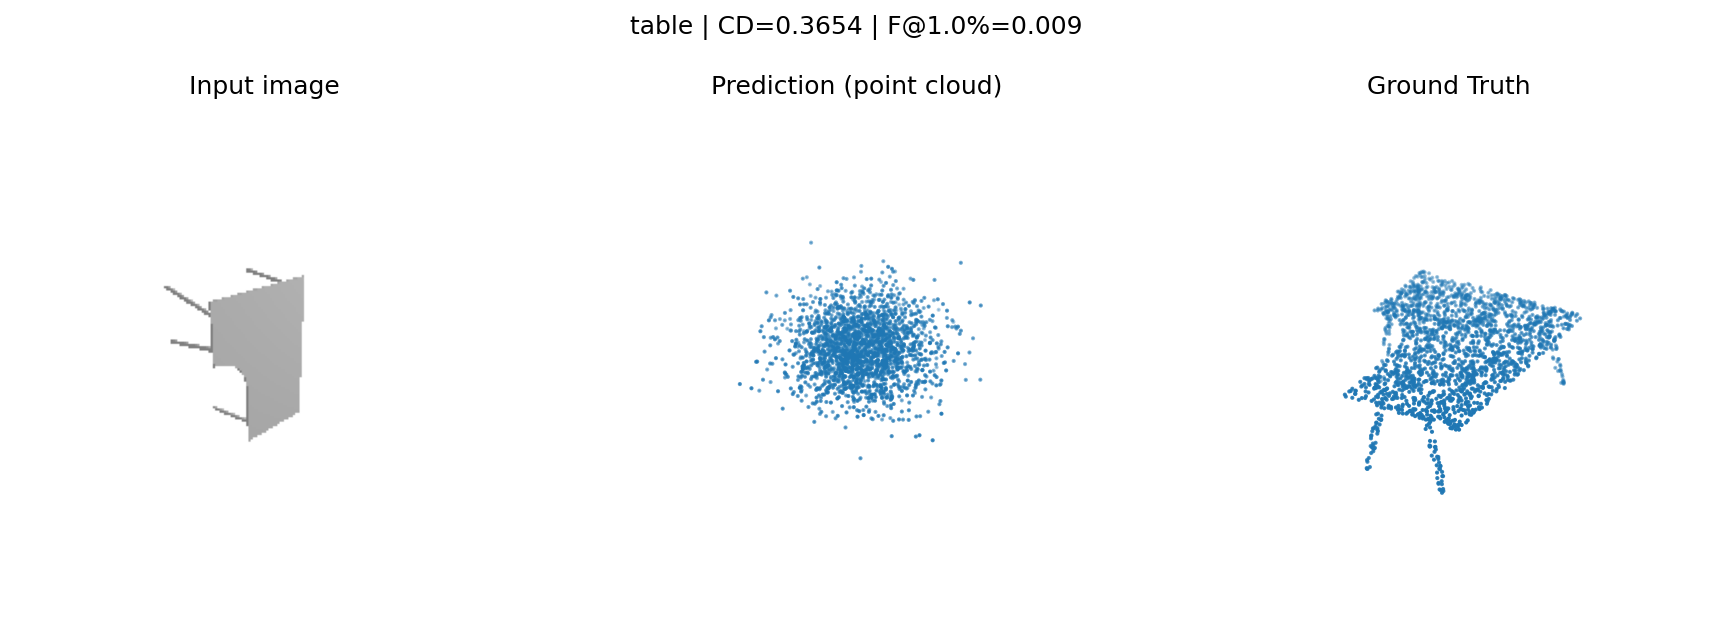 table | CD=0.3654 | F@1.0%=0.009
Input image
Prediction (point cloud)
Ground Truth